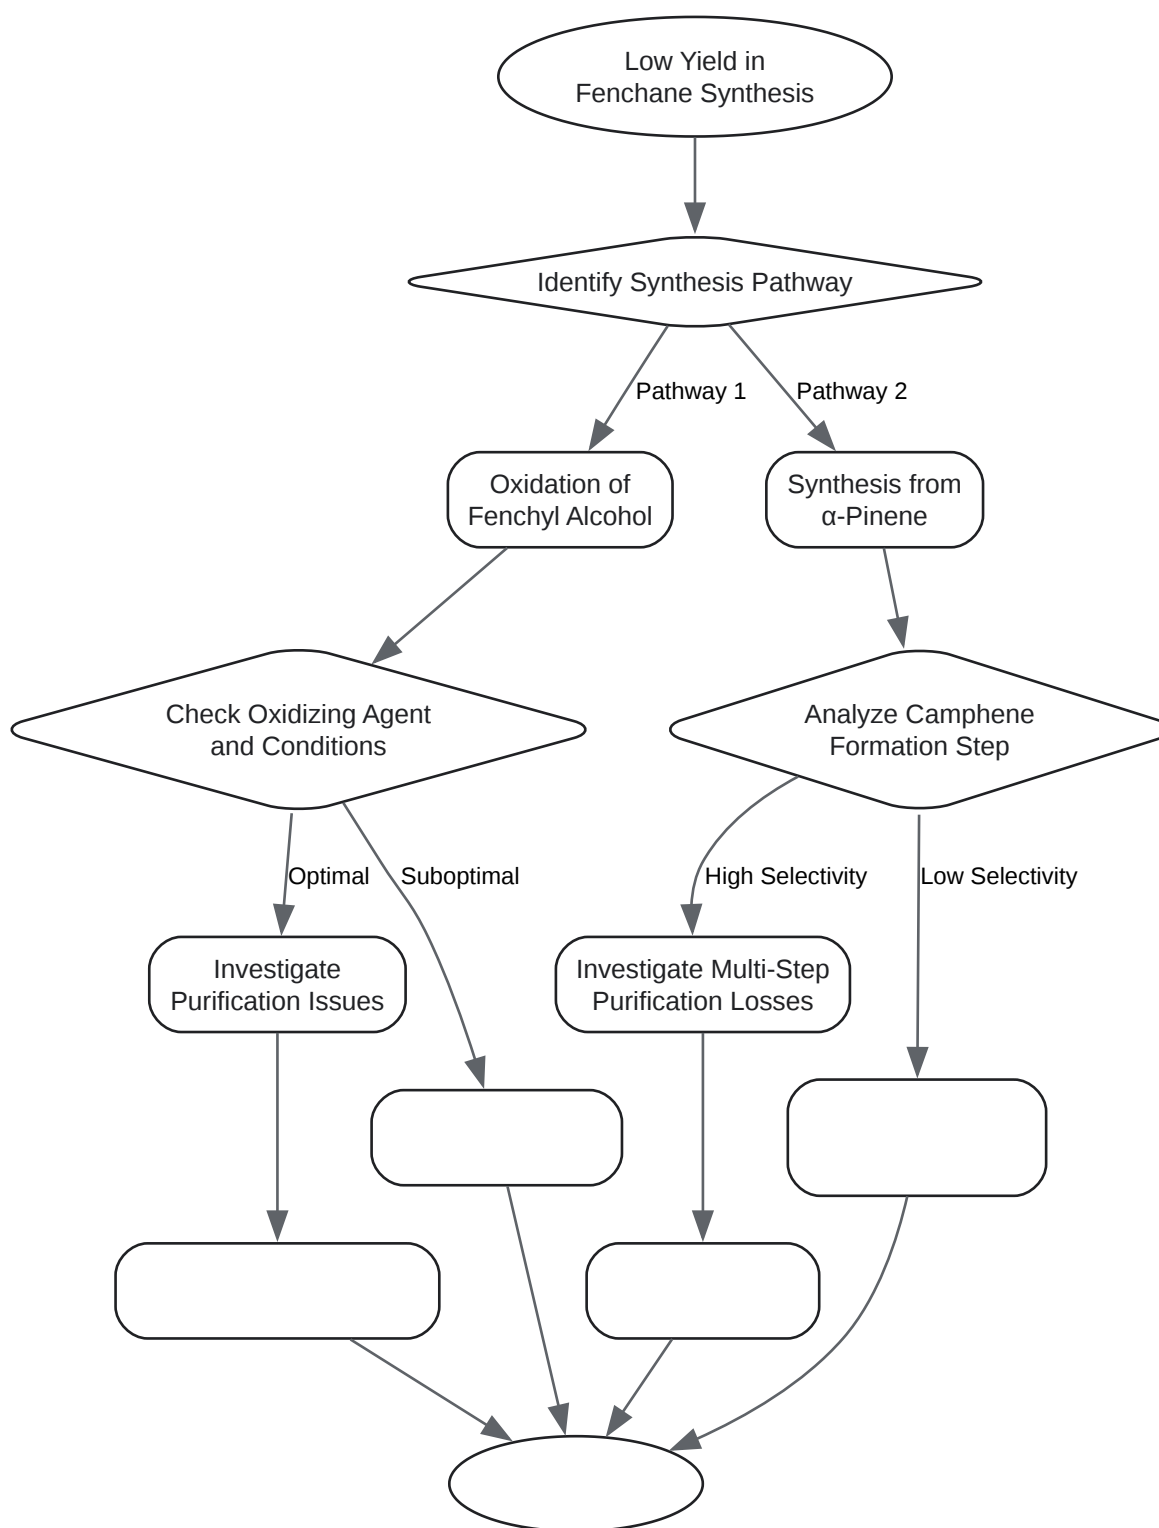 Low Yield in
Fenchane Synthesis
Identify Synthesis Pathway
Pathway 1
Pathway 2
Oxidation of
Fenchyl Alcohol
Synthesis from
α-Pinene
Check Oxidizing Agent
and Conditions
Analyze Camphene
Formation Step
Optimal
Suboptimal
High Selectivity
Low Selectivity
Investigate
Purification Issues
Investigate Multi-Step
Purification Losses